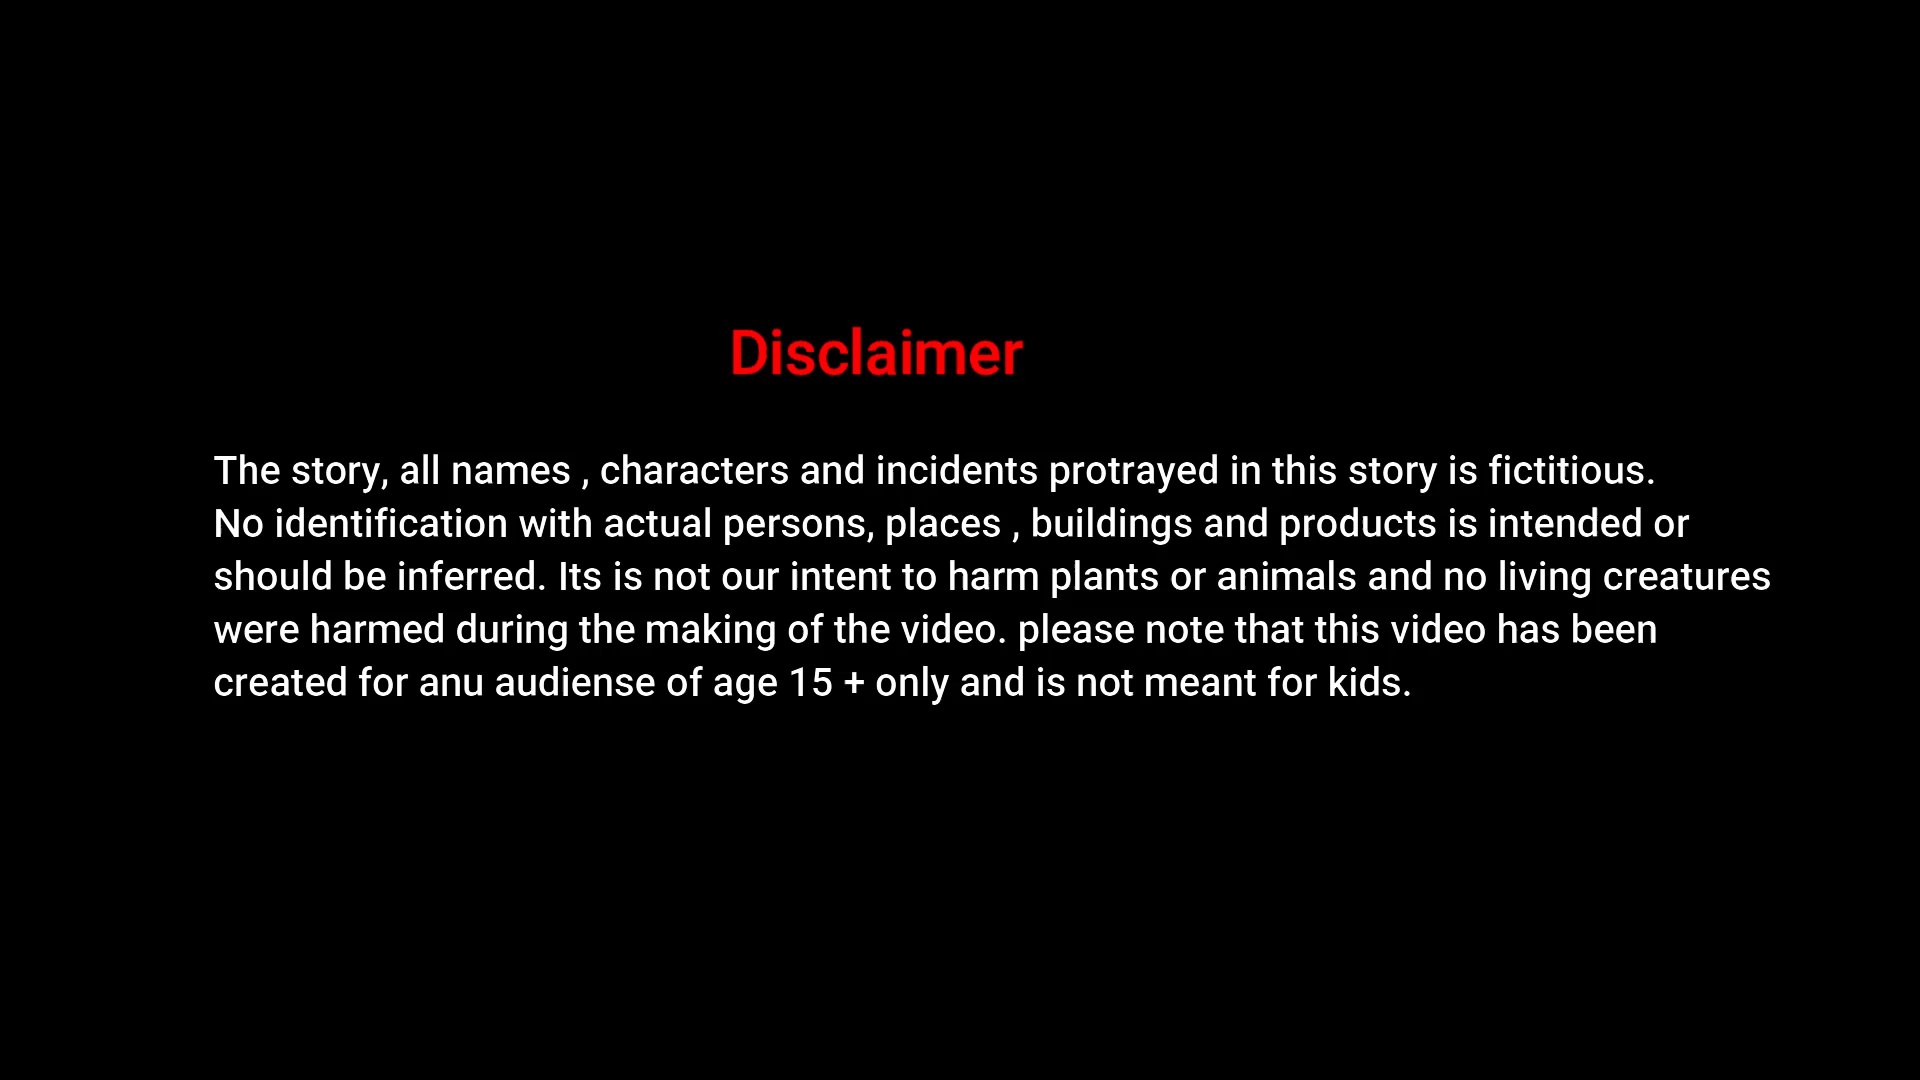 Disclaimer
The story, all names , characters and incidents protrayed in this story is fictitious.
No identification with actual persons, places , buildings and products is intended or
should be inferred. Its is not our intent to harm plants or animals and no living creatures
were harmed during the making of the video. please note that this video has been
created for anu audiense of age 15 + only and is not meant for kids.